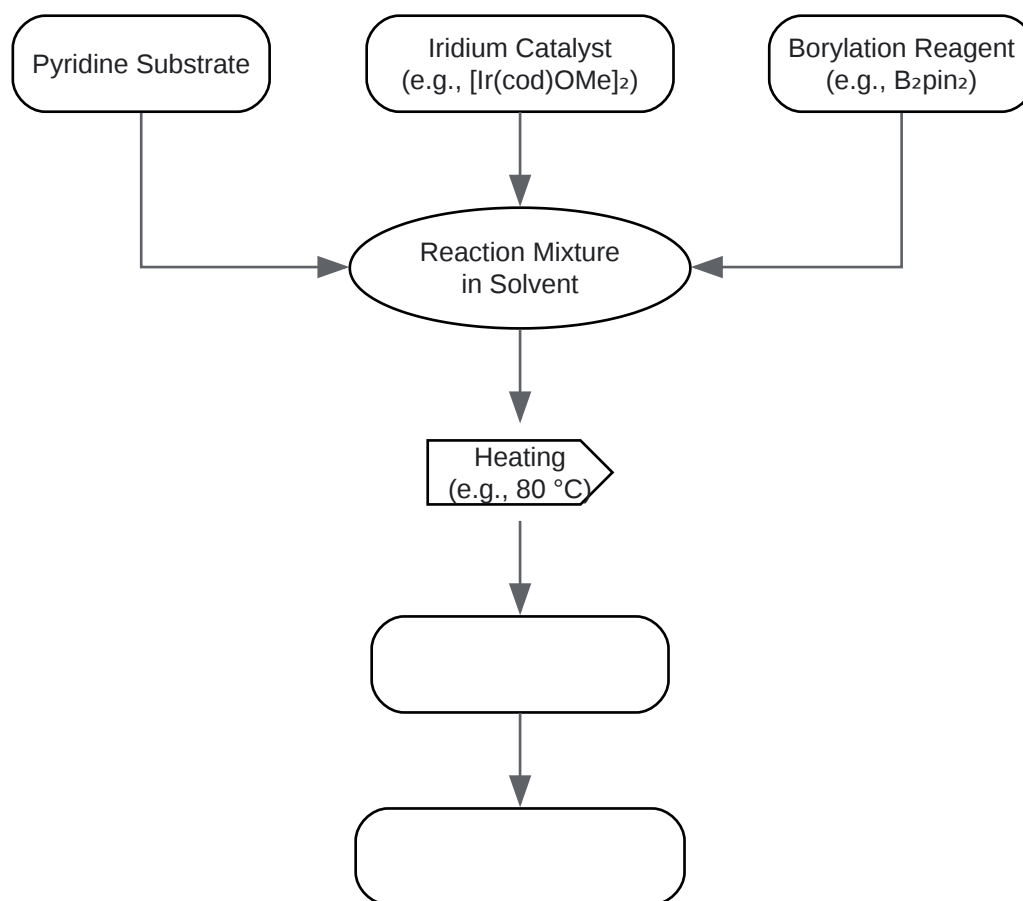 Pyridine Substrate
Iridium Catalyst
(e.g., [Ir(cod)OMe]₂)
Borylation Reagent
(e.g., B₂pin₂)
Reaction Mixture
in Solvent
Heating
(e.g., 80 °C)